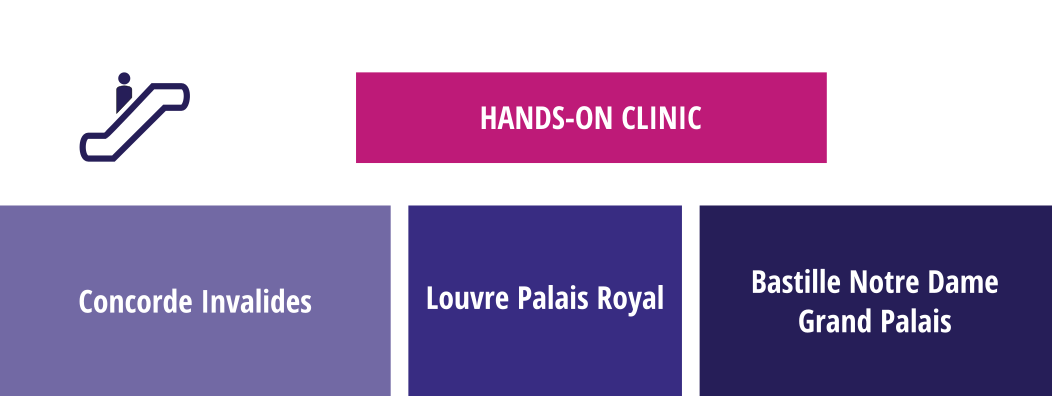 HANDS-ON CLINIC
Concorde Invalides
Louvre Palais Royal
Bastille Notre Dame
Grand Palais